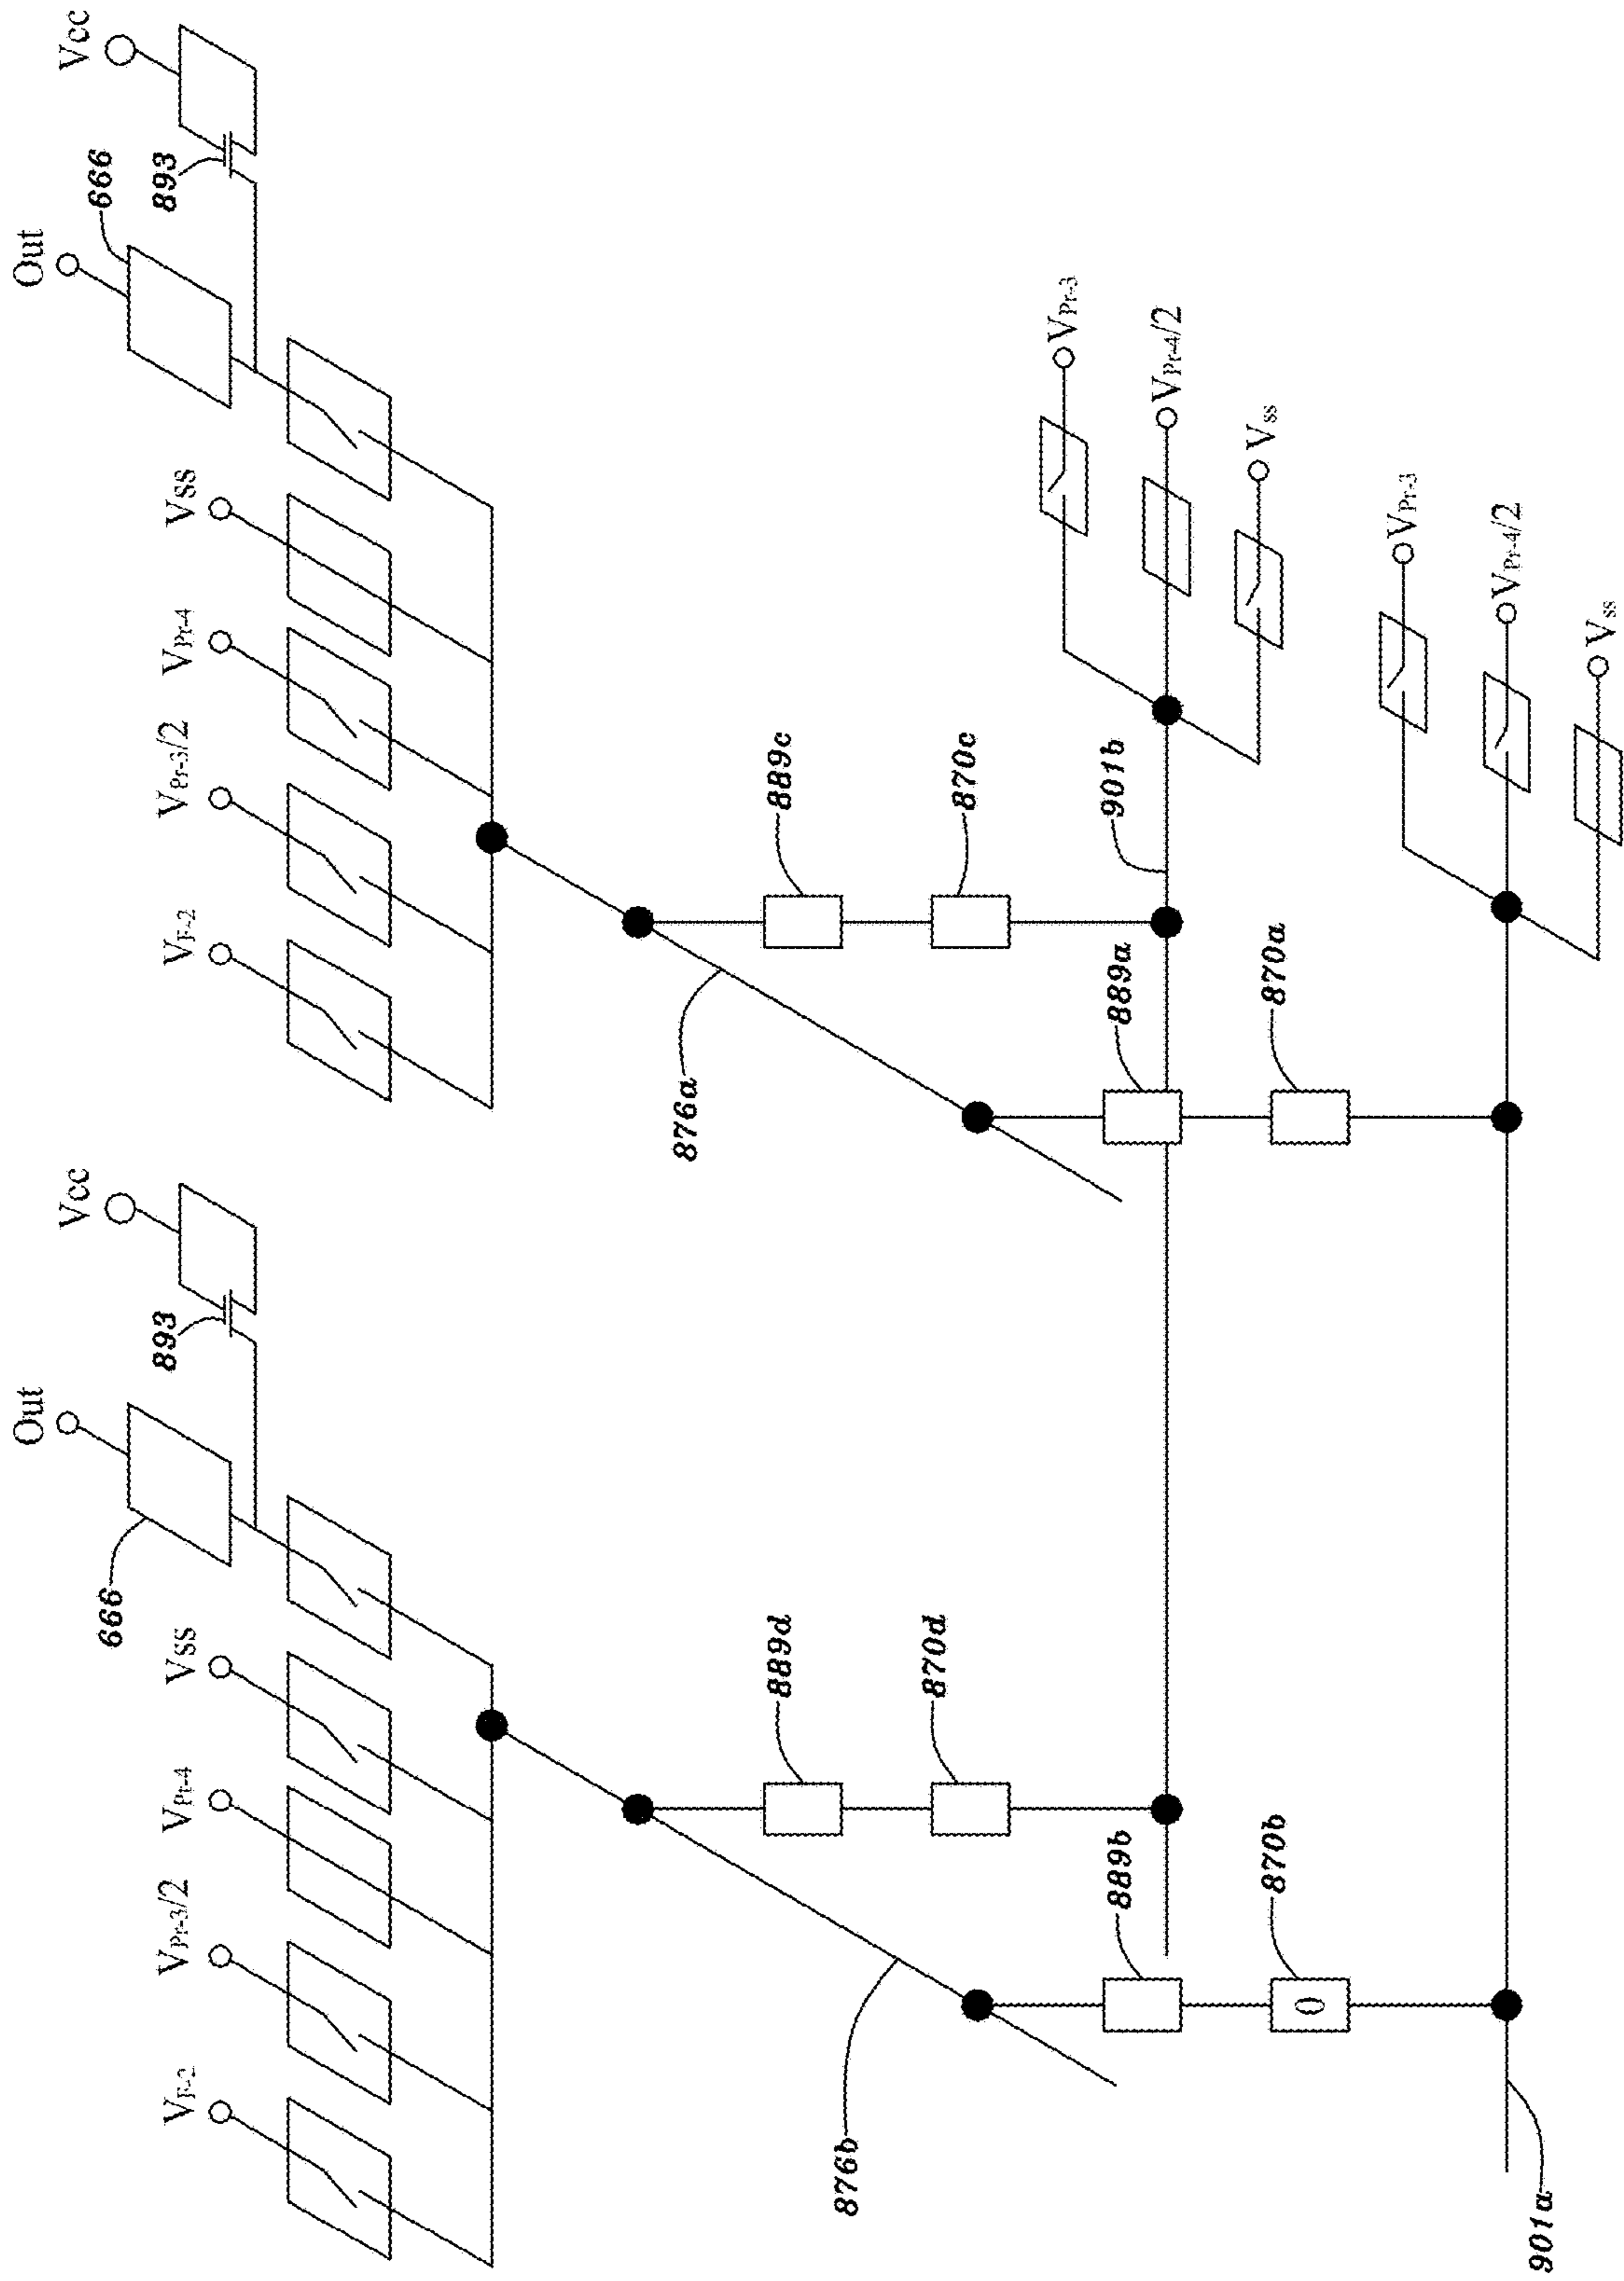 Out
Vcc
666
893
VF-2
VPr-3/2
VPr-4
Vss
876b
889d
870d
889b
870b
0
901a
Out
Vcc
666
893
VF-2
VPr-3/2
VPr-4
Vss
876a
889c
870c
889a
870a
901b
VPr-3
VPr-4/2
Vss
VPr-3
VPr-4/2
Vss